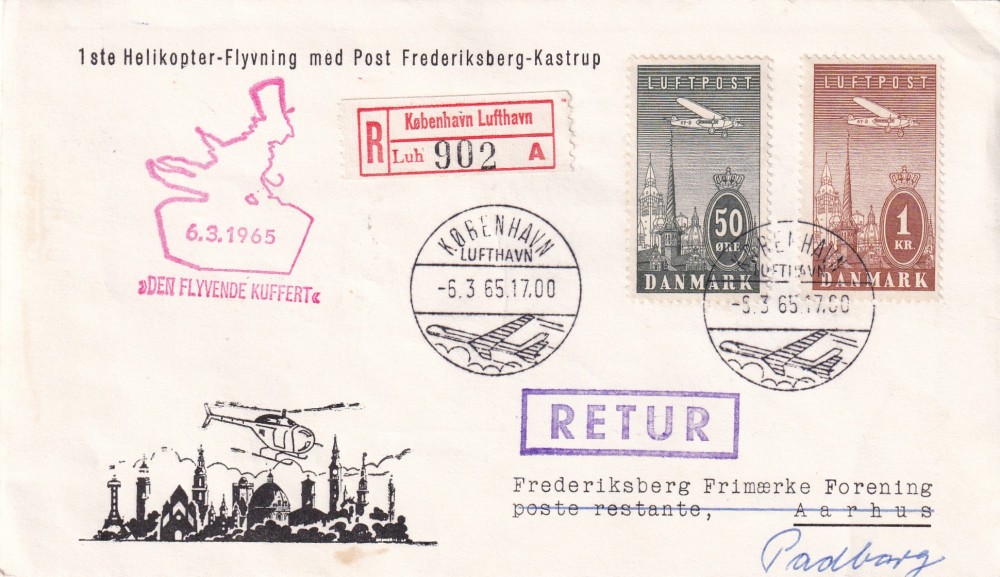 1ste Helikopter-Flyvning med Post Frederiksberg-Kastrup
6.3.1965
»DEN FLYVENDE KUFFERT«
R
København Lufthavn
Luh 902 A
KØBENHAVN
LUFTHAVN
-6.3 65.17.00
LUFTPOST
50
ØRE
DANMARK
LUFTPOST
1
KR.
DANMARK
KØBENHAVN
LUFTHAVN
-6.3 65.17.00
RETUR
Frederiksberg Frimærke Forening
poste restante, Aarhus
Padborg